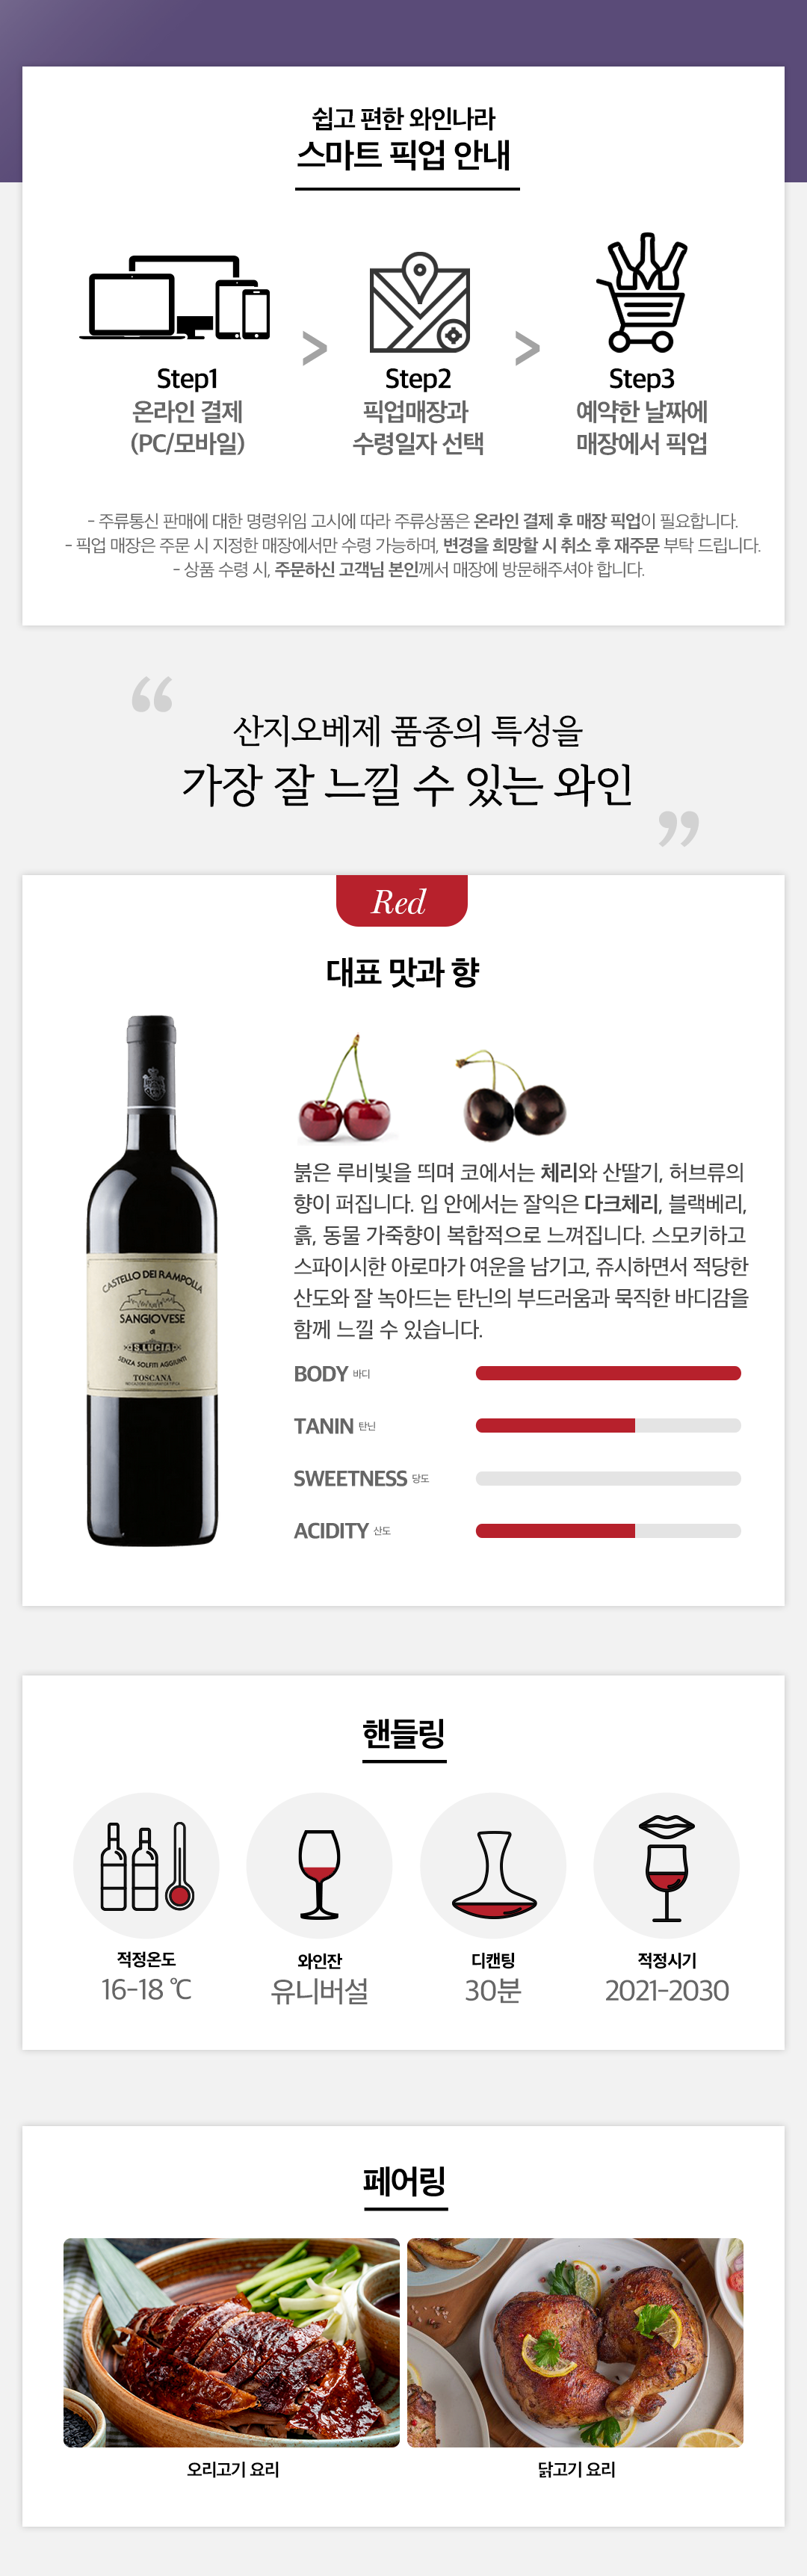 쉽고 편한 와인나라
스마트 픽업 안내
Step1
온라인 결제
(PC/모바일)
>
Step2
픽업매장과
수령일자 선택
>
Step3
예약한 날짜에
매장에서 픽업
- 주류통신 판매에 대한 명령위임 고시에 따라 주류상품은 온라인 결제 후 매장 픽업이 필요합니다.
- 픽업 매장은 주문 시 지정한 매장에서만 수령 가능하며, 변경을 희망할 시 취소 후 재주문 부탁 드립니다.
- 상품 수령 시, 주문하신 고객님 본인께서 매장에 방문해주셔야 합니다.
“
산지오베제 품종의 특성을
가장 잘 느낄 수 있는 와인
”
Red
대표 맛과 향
CASTELLO DEI RAMPOLLA
SANGIOVESE
di
S.LUCIA
SENZA SOLFITI AGGIUNTI
TOSCANA
붉은 루비빛을 띄며 코에서는 체리와 산딸기, 허브류의
향이 퍼집니다. 입 안에서는 잘익은 다크체리, 블랙베리,
흙, 동물 가죽향이 복합적으로 느껴집니다. 스모키하고
스파이시한 아로마가 여운을 남기고, 쥬시하면서 적당한
산도와 잘 녹아드는 탄닌의 부드러움과 묵직한 바디감을
함께 느낄 수 있습니다.
BODY 바디
TANIN 탄닌
SWEETNESS 당도
ACIDITY 산도
핸들링
적정온도
16-18 ℃
와인잔
유니버설
디캔팅
30분
적정시기
2021-2030
페어링
오리고기 요리
닭고기 요리